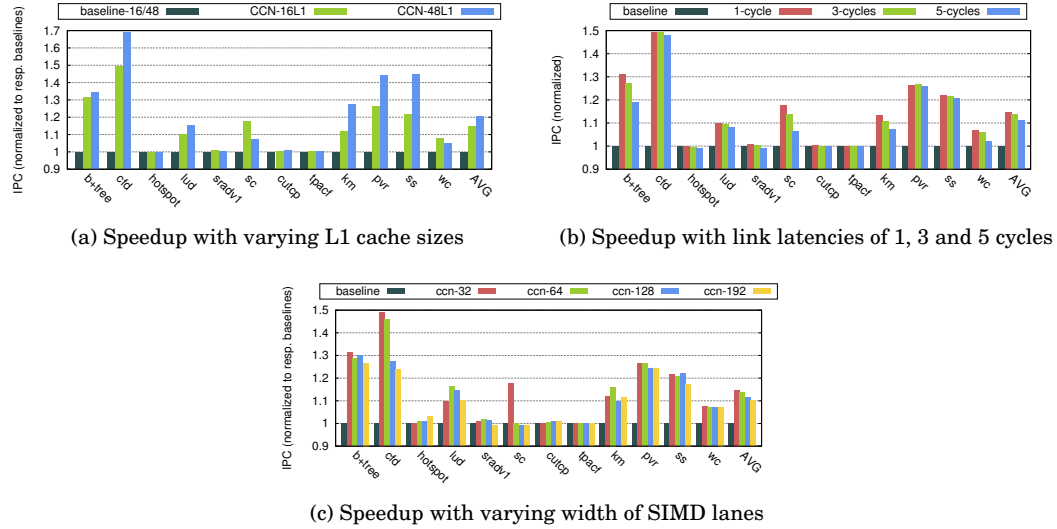 baseline-16/48 CCN-16L1 CCN-48L1
IPC (normalized to resp. baselines)
1.7
1.6
1.5
1.4
1.3
1.2
1.1
1
0.9
b+tree cfd hotspot lud sradv1 sc cutcp tpacf km pvr ss wc AVG
(a) Speedup with varying L1 cache sizes
baseline 1-cycle 3-cycles 5-cycles
IPC (normalized)
1.5
1.4
1.3
1.2
1.1
1
0.9
b+tree cfd hotspot lud sradv1 sc cutcp tpacf km pvr ss wc AVG
(b) Speedup with link latencies of 1, 3 and 5 cycles
baseline ccn-32 ccn-64 ccn-128 ccn-192
IPC (normalized to resp. baselines)
1.5
1.4
1.3
1.2
1.1
1
0.9
b+tree cfd hotspot lud sradv1 sc cutcp tpacf km pvr ss wc AVG
(c) Speedup with varying width of SIMD lanes